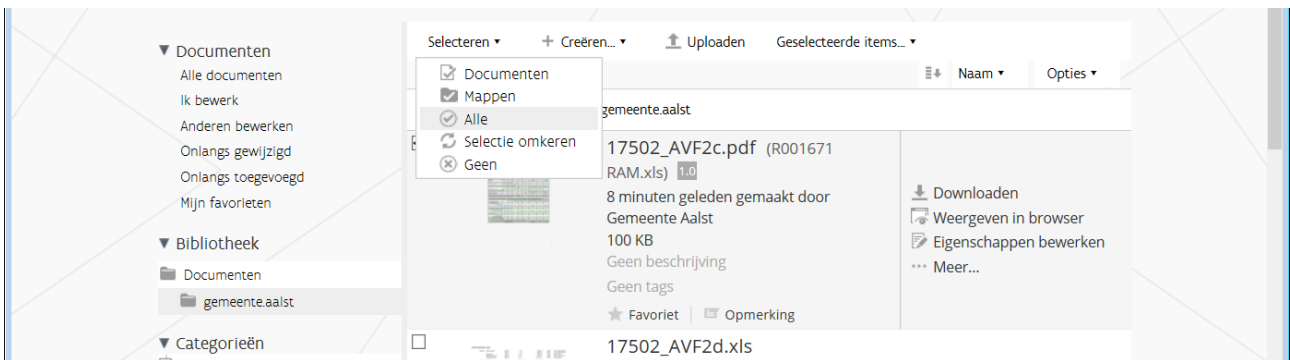 ▼ Documenten
Alle documenten
Ik bewerk
Anderen bewerken
Onlangs gewijzigd
Onlangs toegevoegd
Mijn favorieten
▼ Bibliotheek
Documenten
gemeente.aalst
▼ Categorieën
Selecteren ▾ + Creëren... ▾ Uploaden Geselecteerde items... ▾
Documenten
Mappen
Alle
Selectie omkeren
Geen
Naam ▾ Opties ▾
gemeente.aalst
17502_AVF2c.pdf (R001671
RAM.xls) 1.0
8 minuten geleden gemaakt door
Gemeente Aalst
100 KB
Geen beschrijving
Geen tags
Favoriet Opmerking
Downloaden
Weergeven in browser
Eigenschappen bewerken
Meer...
17502_AVF2d.xls